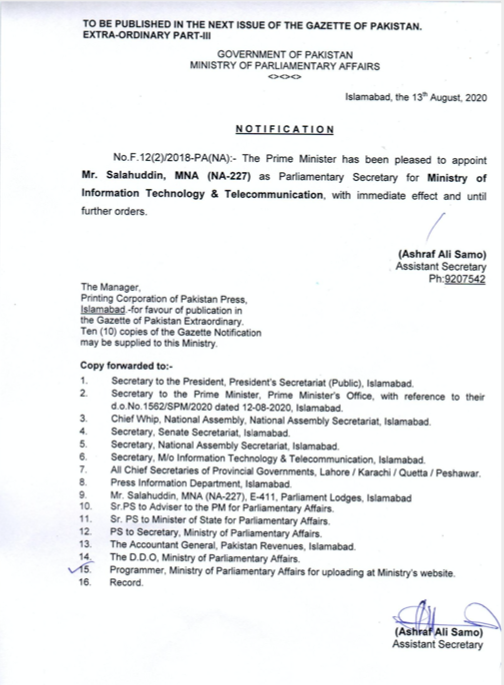 TO BE PUBLISHED IN THE NEXT ISSUE OF THE GAZETTE OF PAKISTAN.
EXTRA-ORDINARY PART-III
GOVERNMENT OF PAKISTAN
MINISTRY OF PARLIAMENTARY AFFAIRS
<><><>
Islamabad, the 13th August, 2020
NOTIFICATION
No.F.12(2)/2018-PA(NA):- The Prime Minister has been pleased to appoint
Mr. Salahuddin, MNA (NA-227) as Parliamentary Secretary for Ministry of
Information Technology & Telecommunication, with immediate effect and until
further orders.
(Ashraf Ali Samo)
Assistant Secretary
Ph:9207542
The Manager,
Printing Corporation of Pakistan Press,
Islamabad.-for favour of publication in
the Gazette of Pakistan Extraordinary.
Ten (10) copies of the Gazette Notification
may be supplied to this Ministry.
Copy forwarded to:-
1. Secretary to the President, President's Secretariat (Public), Islamabad.
2. Secretary to the Prime Minister, Prime Minister's Office, with reference to their
d.o.No.1562/SPM/2020 dated 12-08-2020, Islamabad.
3. Chief Whip, National Assembly, National Assembly Secretariat, Islamabad.
4. Secretary, Senate Secretariat, Islamabad.
5. Secretary, National Assembly Secretariat, Islamabad.
6. Secretary, M/o Information Technology & Telecommunication, Islamabad.
7. All Chief Secretaries of Provincial Governments, Lahore / Karachi / Quetta / Peshawar.
8. Press Information Department, Islamabad.
9. Mr. Salahuddin, MNA (NA-227), E-411, Parliament Lodges, Islamabad
10. Sr.PS to Adviser to the PM for Parliamentary Affairs.
11. Sr. PS to Minister of State for Parliamentary Affairs.
12. PS to Secretary, Ministry of Parliamentary Affairs.
13. The Accountant General, Pakistan Revenues, Islamabad.
14. The D.D.O, Ministry of Parliamentary Affairs.
15. Programmer, Ministry of Parliamentary Affairs for uploading at Ministry's website.
16. Record.
(Ashraf Ali Samo)
Assistant Secretary